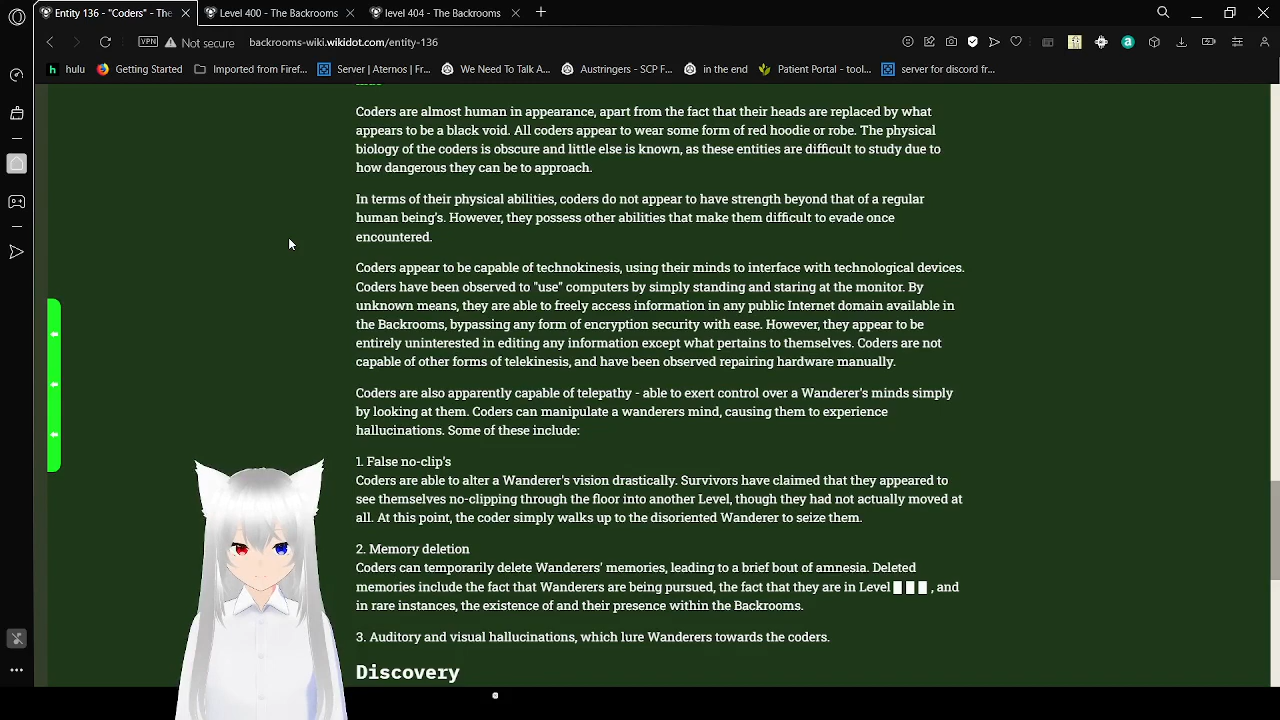 Entity 136 - "Coders" - The
Level 400 - The Backrooms
level 404 - The Backrooms
VPN
Not secure
backrooms-wiki.wikidot.com/entity-136
hulu
Getting Started
Imported from Firef...
Server | Aternos | Fr...
We Need To Talk A...
Austringers - SCP F...
in the end
Patient Portal - tool...
server for discord fr...
Coders are almost human in appearance, apart from the fact that their heads are replaced by what
appears to be a black void. All coders appear to wear some form of red hoodie or robe. The physical
biology of the coders is obscure and little else is known, as these entities are difficult to study due to
how dangerous they can be to approach.
In terms of their physical abilities, coders do not appear to have strength beyond that of a regular
human being's. However, they possess other abilities that make them difficult to evade once
encountered.
Coders appear to be capable of technokinesis, using their minds to interface with technological devices.
Coders have been observed to "use" computers by simply standing and staring at the monitor. By
unknown means, they are able to freely access information in any public Internet domain available in
the Backrooms, bypassing any form of encryption security with ease. However, they appear to be
entirely uninterested in editing any information except what pertains to themselves. Coders are not
capable of other forms of telekinesis, and have been observed repairing hardware manually.
Coders are also apparently capable of telepathy - able to exert control over a Wanderer's minds simply
by looking at them. Coders can manipulate a wanderers mind, causing them to experience
hallucinations. Some of these include:
1. False no-clip's
Coders are able to alter a Wanderer's vision drastically. Survivors have claimed that they appeared to
see themselves no-clipping through the floor into another Level, though they had not actually moved at
all. At this point, the coder simply walks up to the disoriented Wanderer to seize them.
2. Memory deletion
Coders can temporarily delete Wanderers' memories, leading to a brief bout of amnesia. Deleted
memories include the fact that Wanderers are being pursued, the fact that they are in Level ███ , and
in rare instances, the existence of and their presence within the Backrooms.
3. Auditory and visual hallucinations, which lure Wanderers towards the coders.
Discovery